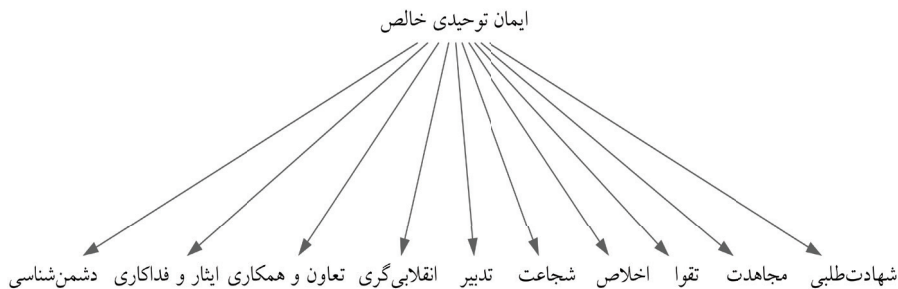 ایمان توحیدی خالص
شهادت‌طلبی مجاهدت تقوا اخلاص شجاعت تدبیر انقلابی‌گری تعاون و همکاری ایثار و فداکاری دشمن‌شناسی